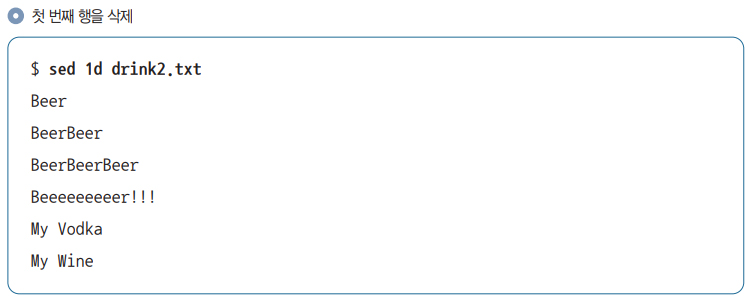 첫 번째 행을 삭제
$ sed 1d drink2.txt
Beer
BeerBeer
BeerBeerBeer
Beeeeeeeeer!!!
My Vodka
My Wine